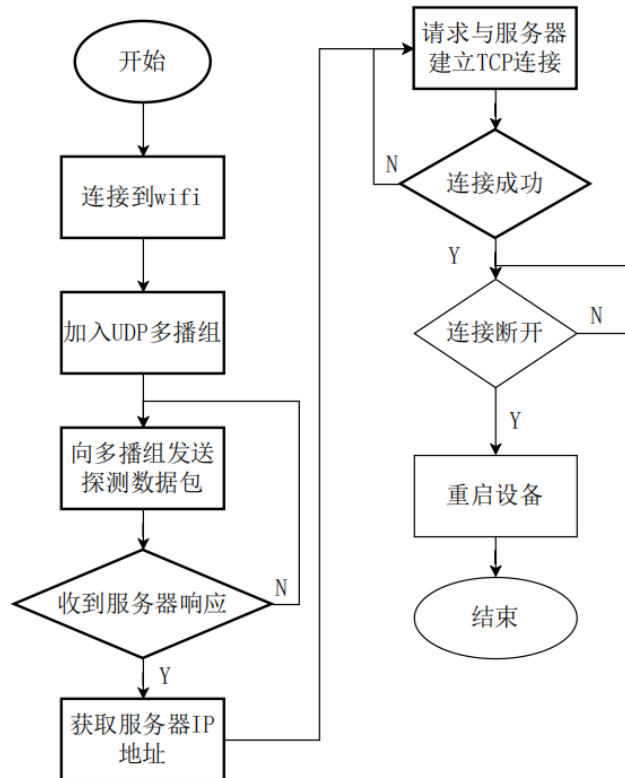 开始
连接到wifi
加入UDP多播组
向多播组发送
探测数据包
收到服务器响应
N
Y
获取服务器IP
地址
请求与服务器
建立TCP连接
N
连接成功
Y
连接断开
N
Y
重启设备
结束